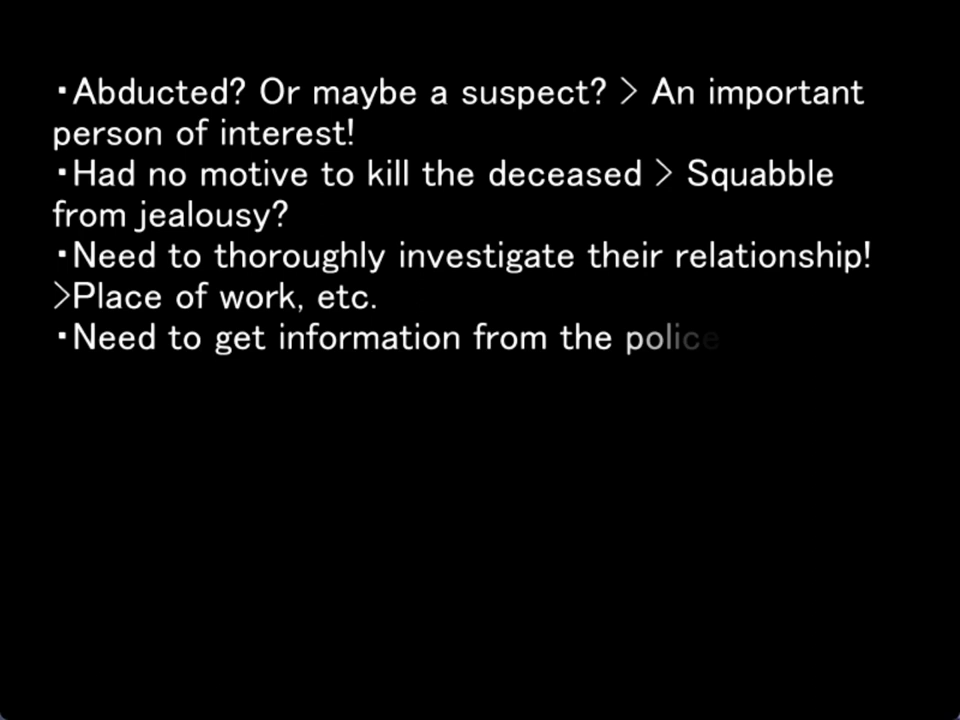 ・Abducted? Or maybe a suspect? > An important
person of interest!
・Had no motive to kill the deceased > Squabble
from jealousy?
・Need to thoroughly investigate their relationship!
>Place of work, etc.
・Need to get information from the police